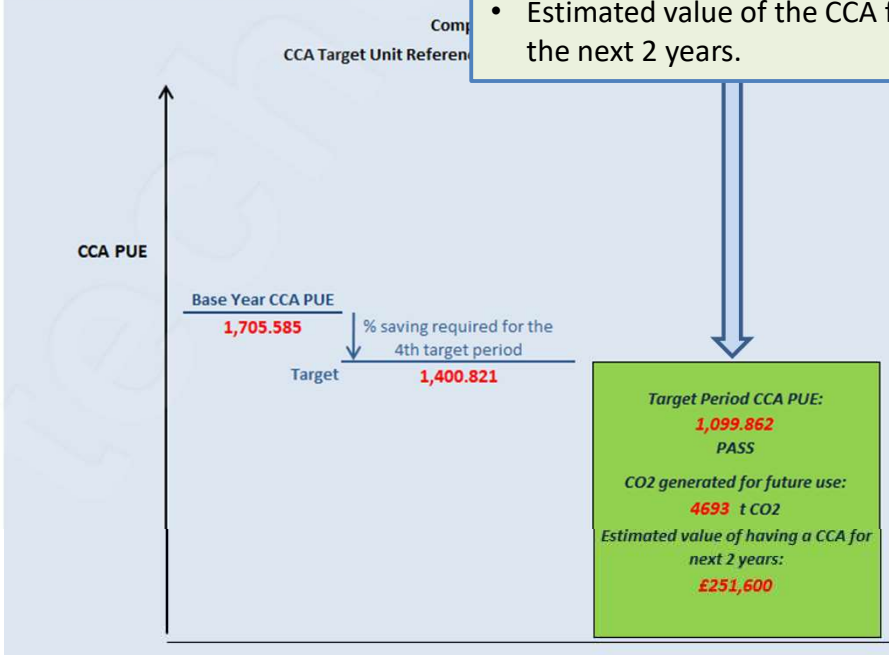 • Estimated value of the CCA f
the next 2 years.
Comp
CCA Target Unit Referen
CCA PUE
Base Year CCA PUE
1,705.585
% saving required for the
4th target period
Target
1,400.821
Target Period CCA PUE:
1,099.862
PASS
CO2 generated for future use:
4693 t CO2
Estimated value of having a CCA for
next 2 years:
£251,600